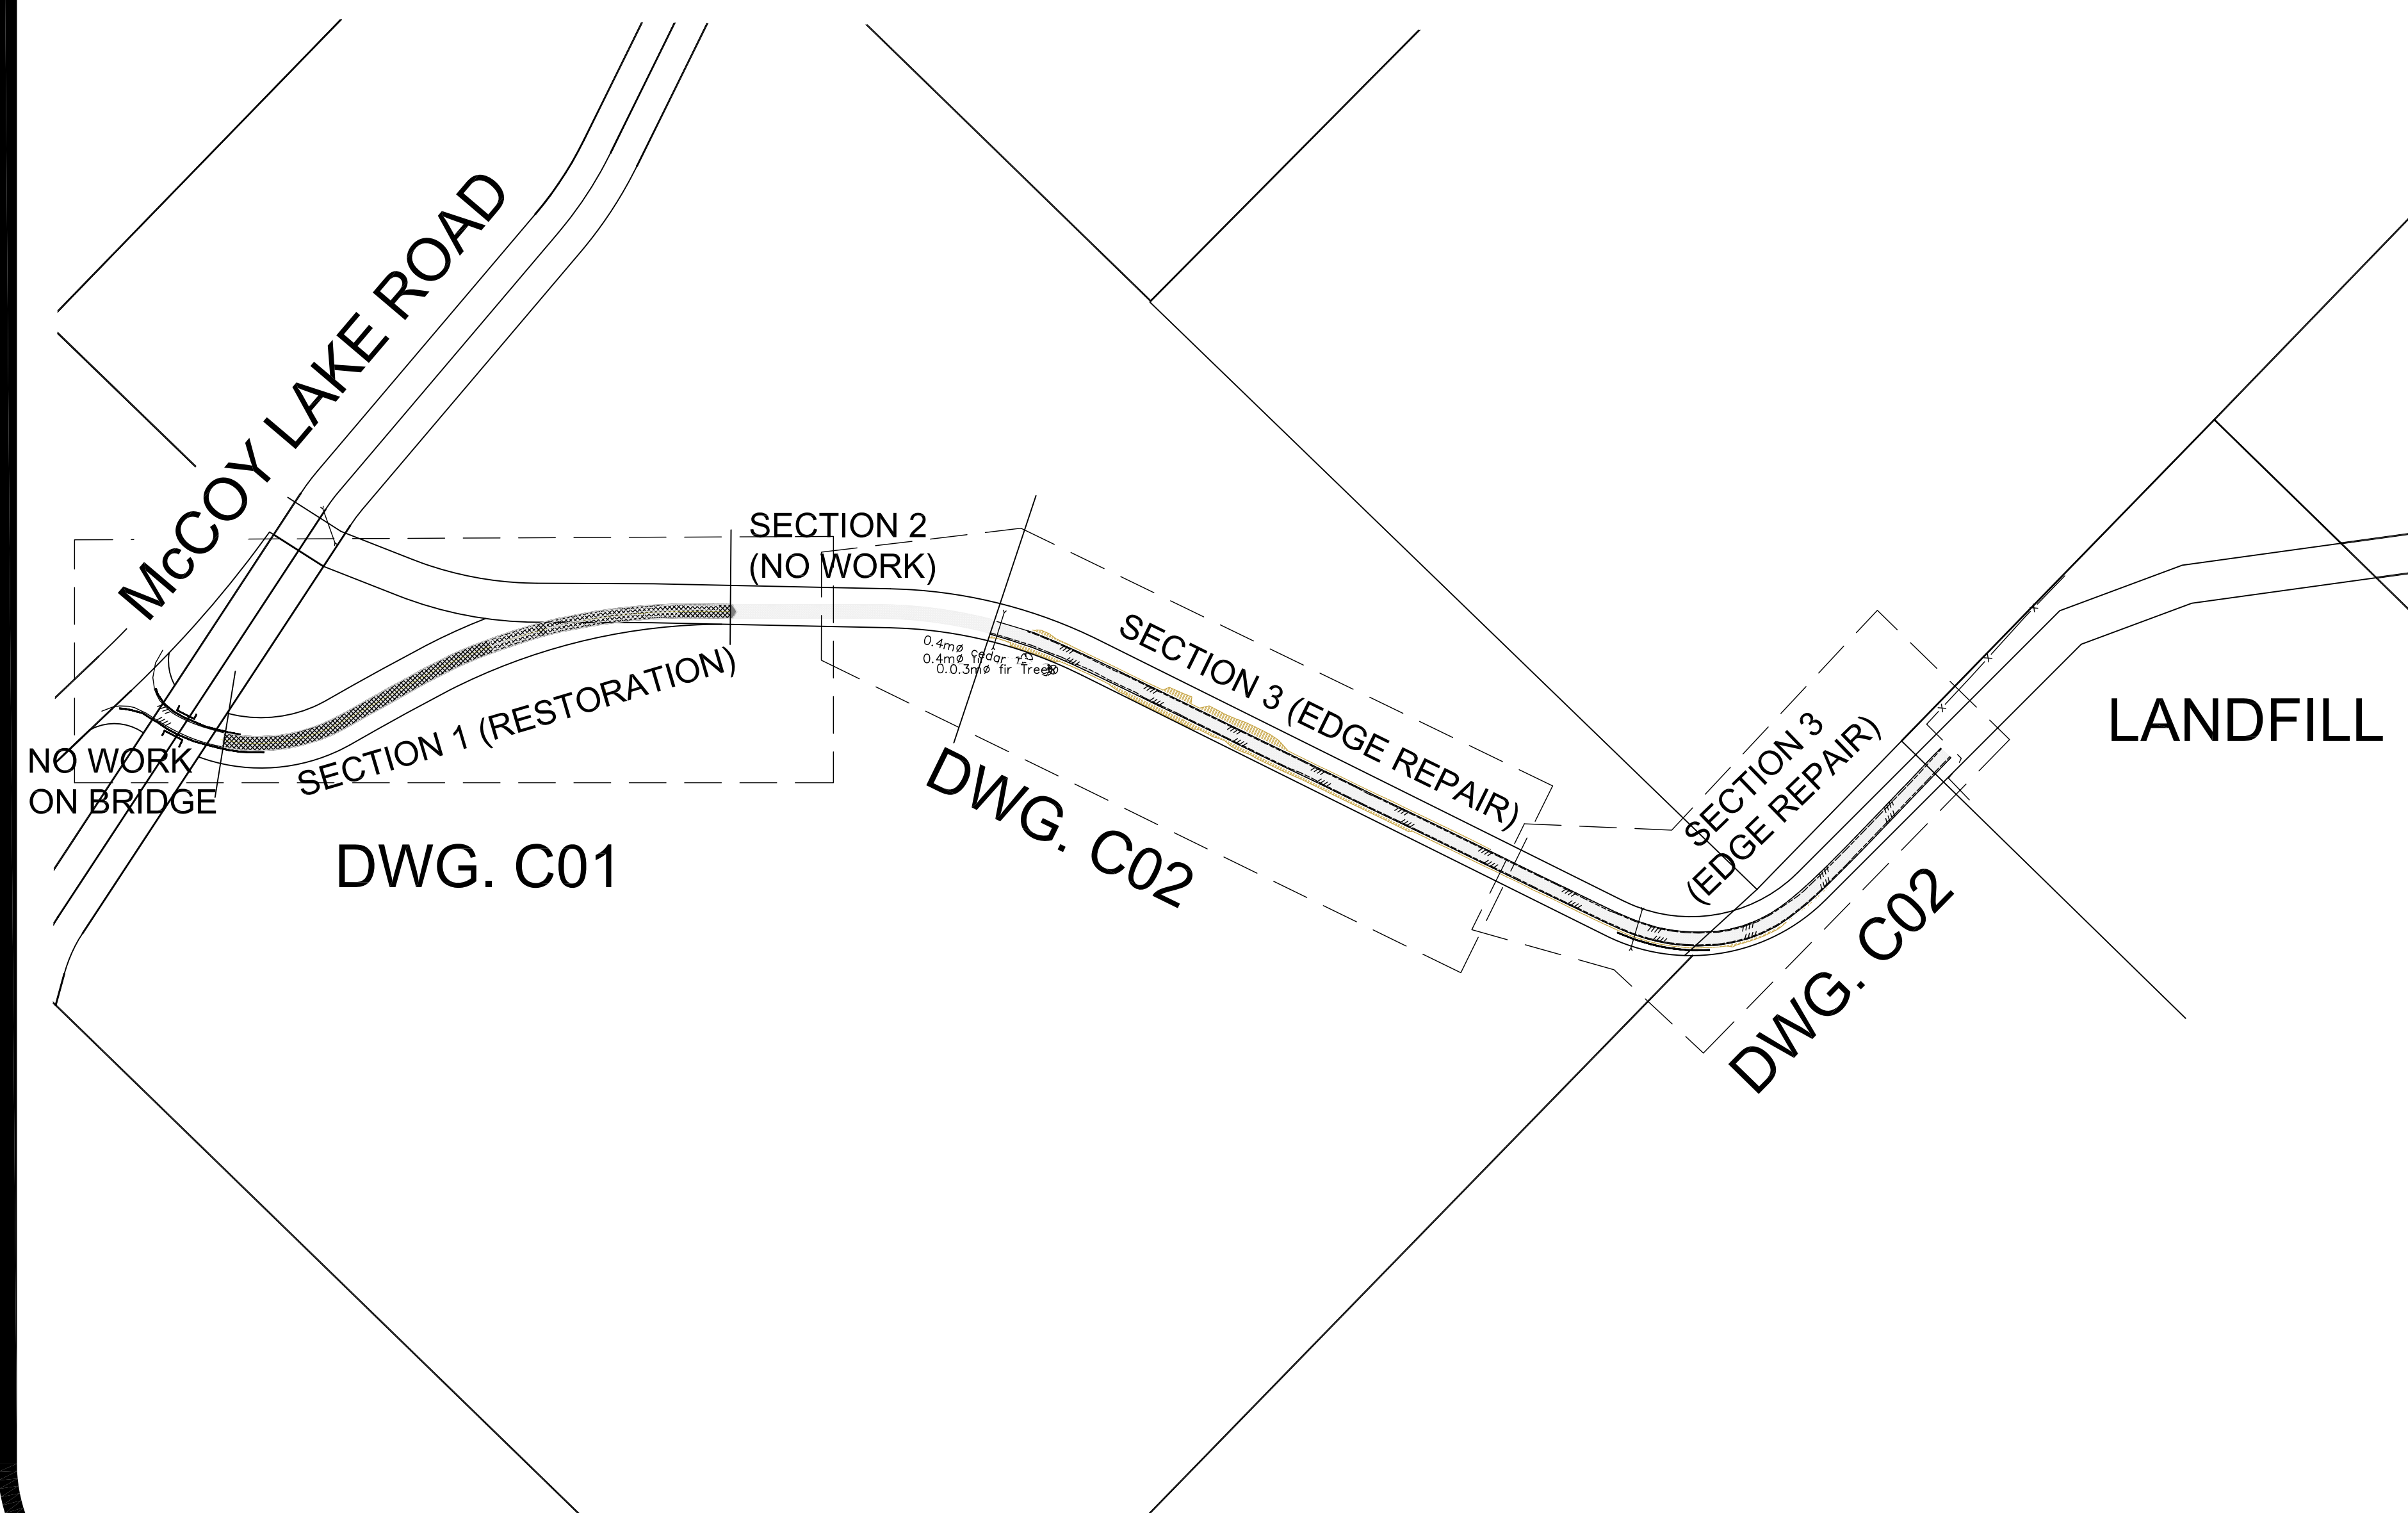 McCOY LAKE ROAD
SECTION 2
(NO WORK)
0.4mø cedar
0.4mø fir
0.0.3mø fir Tree
SECTION 3 (EDGE REPAIR)
SECTION 1 (RESTORATION)
NO WORK
ON BRIDGE
DWG. C01
DWG. C02
SECTION 3
(EDGE REPAIR)
DWG. C02
LANDFILL